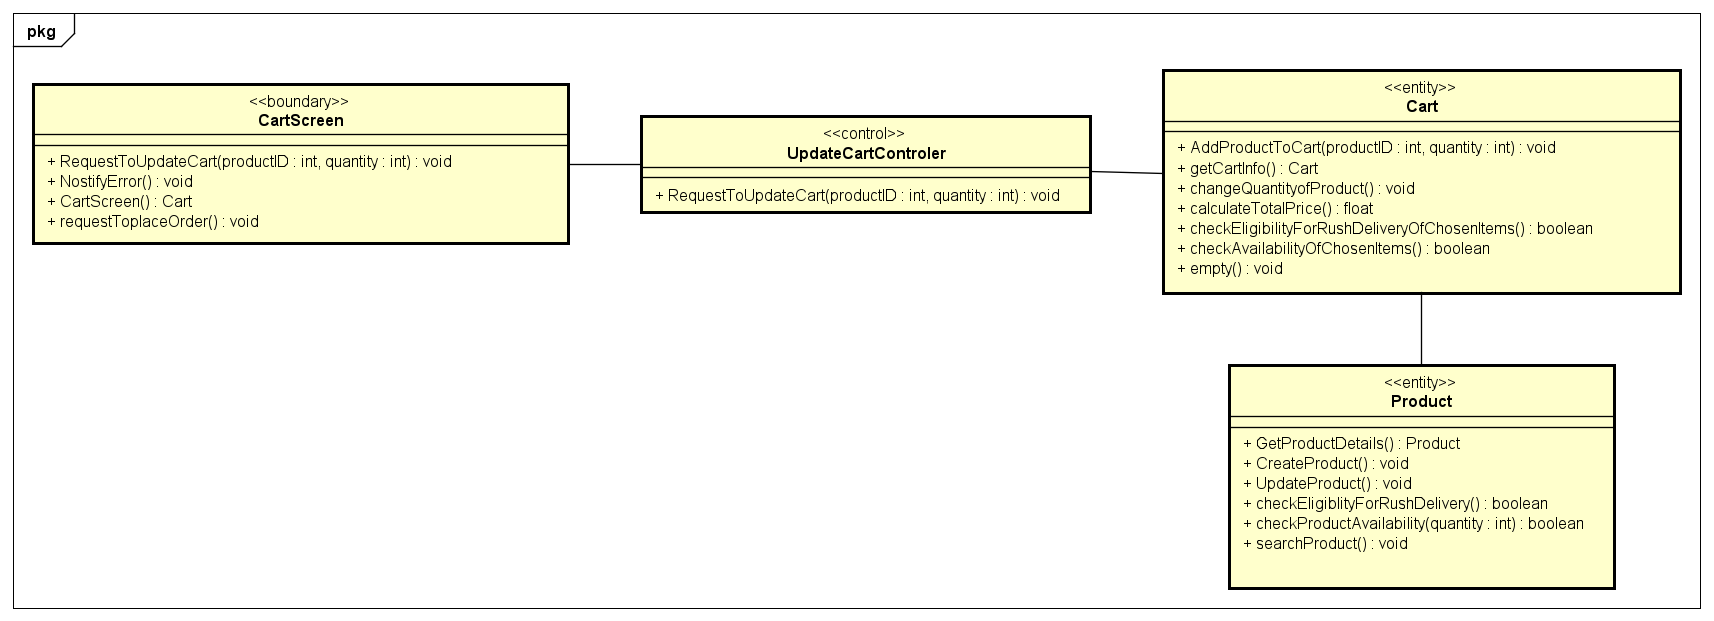 pkg
<<boundary>>
CartScreen
+ RequestToUpdateCart(productID : int, quantity : int) : void
+ NostifyError() : void
+ CartScreen() : Cart
+ requestToplaceOrder() : void
<<control>>
UpdateCartControler
+ RequestToUpdateCart(productID : int, quantity : int) : void
<<entity>>
Cart
+ AddProductToCart(productID : int, quantity : int) : void
+ getCartInfo() : Cart
+ changeQuantityofProduct() : void
+ calculateTotalPrice() : float
+ checkEligibilityForRushDeliveryOfChosenItems() : boolean
+ checkAvailabilityOfChosenItems() : boolean
+ empty() : void
<<entity>>
Product
+ GetProductDetails() : Product
+ CreateProduct() : void
+ UpdateProduct() : void
+ checkEligiblityForRushDelivery() : boolean
+ checkProductAvailability(quantity : int) : boolean
+ searchProduct() : void